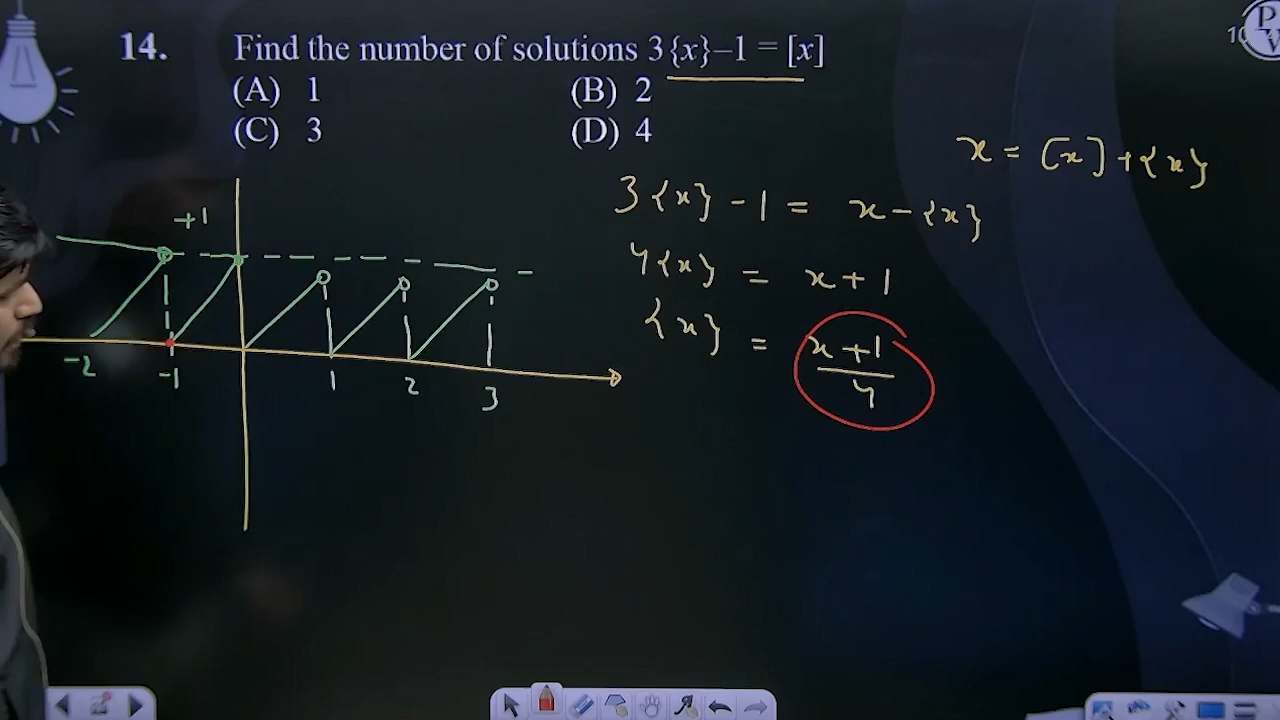 14. Find the number of solutions 3{x}–1 = [x]
(A) 1 (B) 2
(C) 3 (D) 4
x = [x] + {x}
3{x} - 1 = x - {x}
4{x} = x + 1
{x} = x + 1 / 4
+1
-2 -1 1 2 3
P
W